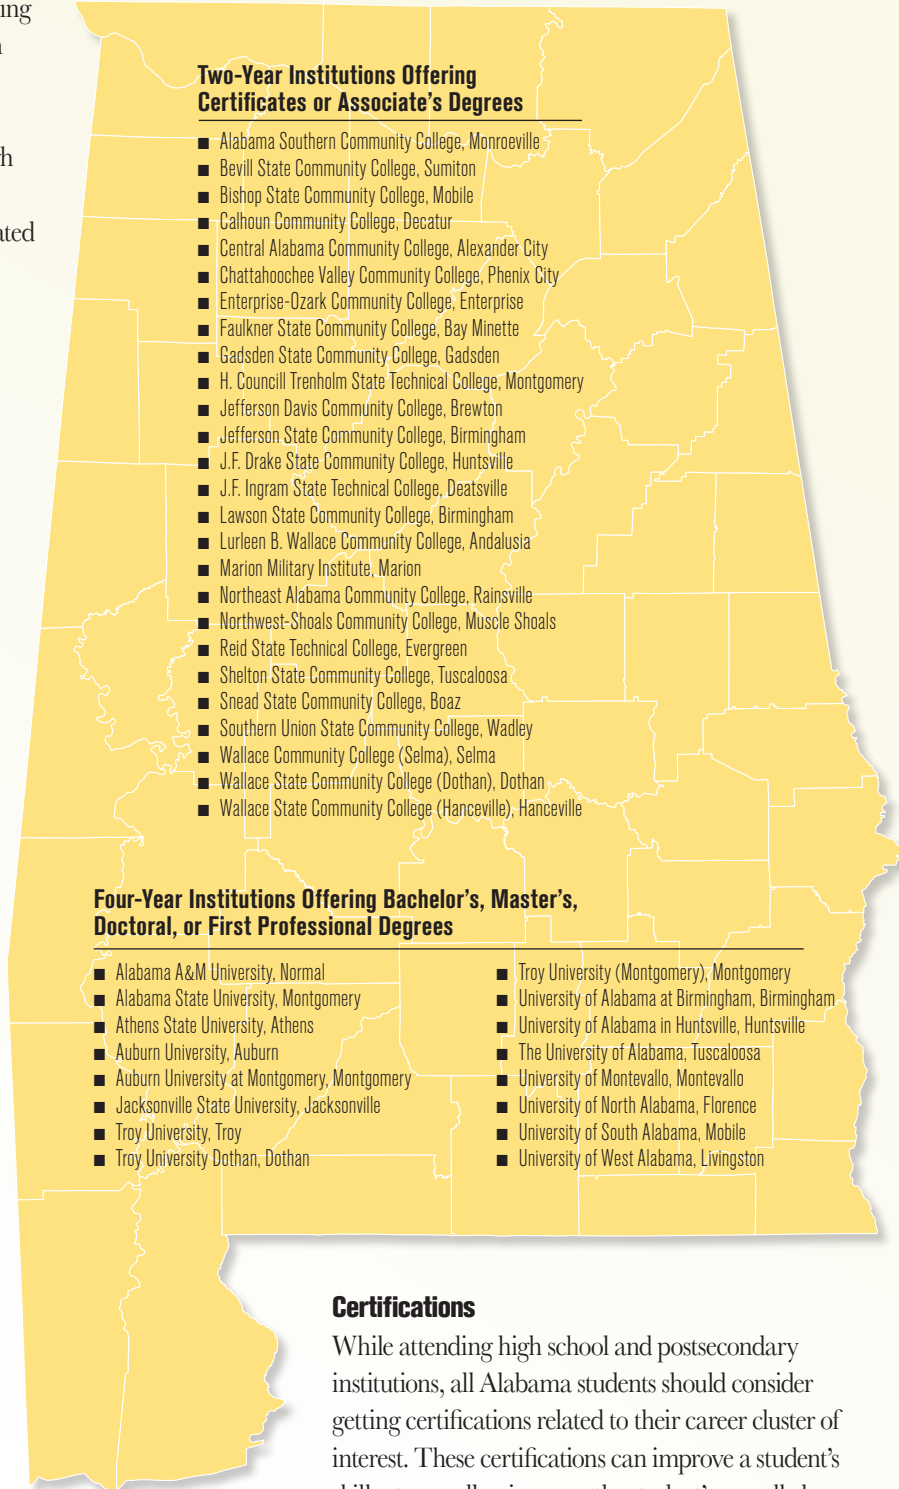 ing
h
ated
Two-Year Institutions Offering
Certificates or Associate's Degrees
■ Alabama Southern Community College, Monroeville
■ Bevill State Community College, Sumiton
■ Bishop State Community College, Mobile
■ Calhoun Community College, Decatur
■ Central Alabama Community College, Alexander City
■ Chattahoochee Valley Community College, Phenix City
■ Enterprise-Ozark Community College, Enterprise
■ Faulkner State Community College, Bay Minette
■ Gadsden State Community College, Gadsden
■ H. Councill Trenholm State Technical College, Montgomery
■ Jefferson Davis Community College, Brewton
■ Jefferson State Community College, Birmingham
■ J.F. Drake State Community College, Huntsville
■ J.F. Ingram State Technical College, Deatsville
■ Lawson State Community College, Birmingham
■ Lurleen B. Wallace Community College, Andalusia
■ Marion Military Institute, Marion
■ Northeast Alabama Community College, Rainsville
■ Northwest-Shoals Community College, Muscle Shoals
■ Reid State Technical College, Evergreen
■ Shelton State Community College, Tuscaloosa
■ Snead State Community College, Boaz
■ Southern Union State Community College, Wadley
■ Wallace Community College (Selma), Selma
■ Wallace State Community College (Dothan), Dothan
■ Wallace State Community College (Hanceville), Hanceville
Four-Year Institutions Offering Bachelor's, Master's,
Doctoral, or First Professional Degrees
■ Alabama A&M University, Normal
■ Alabama State University, Montgomery
■ Athens State University, Athens
■ Auburn University, Auburn
■ Auburn University at Montgomery, Montgomery
■ Jacksonville State University, Jacksonville
■ Troy University, Troy
■ Troy University Dothan, Dothan
■ Troy University (Montgomery), Montgomery
■ University of Alabama at Birmingham, Birmingham
■ University of Alabama in Huntsville, Huntsville
■ The University of Alabama, Tuscaloosa
■ University of Montevallo, Montevallo
■ University of North Alabama, Florence
■ University of South Alabama, Mobile
■ University of West Alabama, Livingston
Certifications
While attending high school and postsecondary
institutions, all Alabama students should consider
getting certifications related to their career cluster of
interest. These certifications can improve a student's